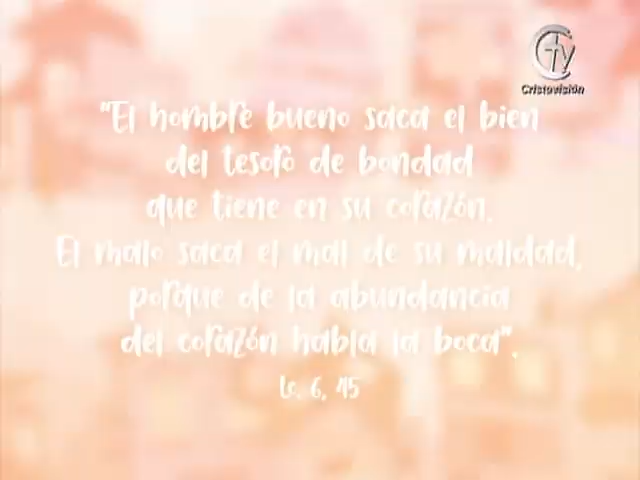 CTV
Cristovisión
"El hombre bueno saca el bien
del tesoro de bondad
que tiene en su corazón.
El malo saca el mal de su maldad,
porque de la abundancia
del corazón habla la boca".
Lc. 6, 45